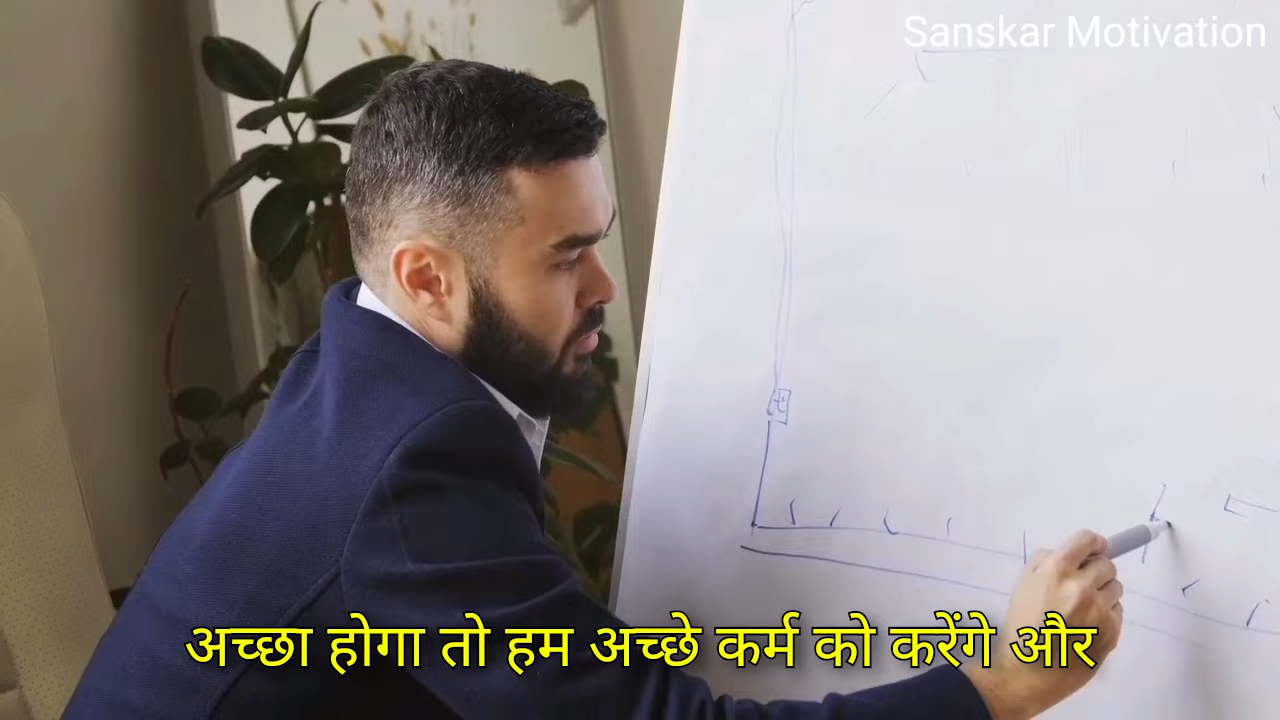 Sanskar Motivation
अच्छा होगा तो हम अच्छे कर्म को करेंगे और